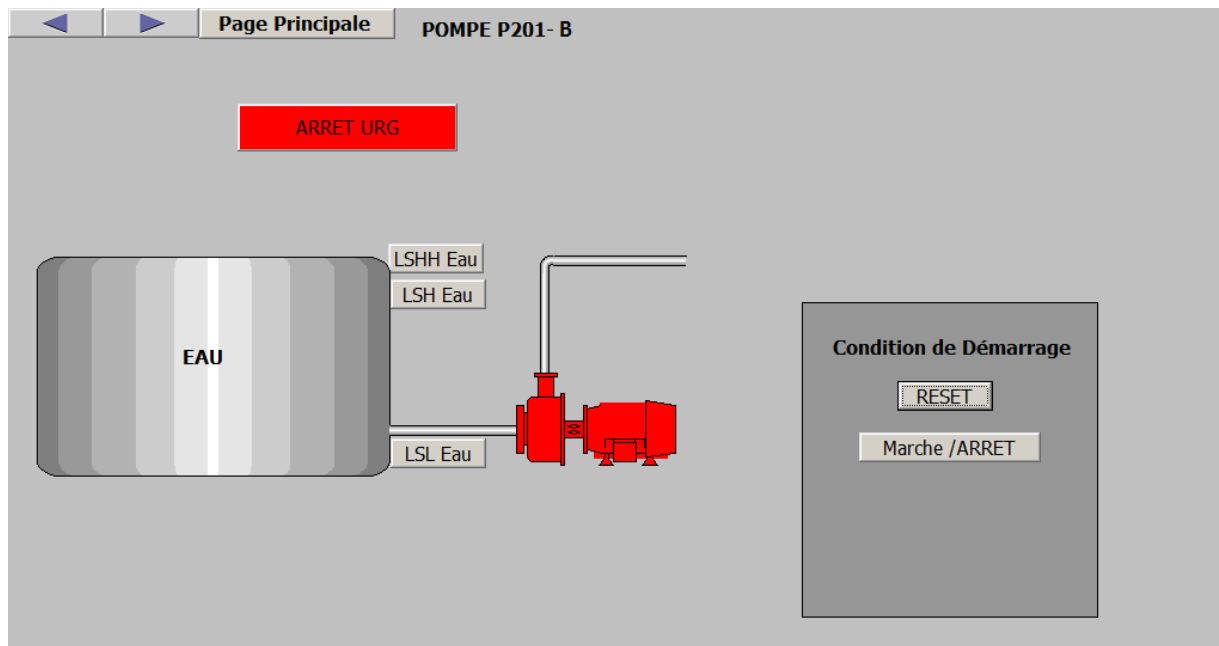 Page Principale
POMPE P201- B
ARRET URG
LSHH Eau
LSH Eau
EAU
LSL Eau
Condition de Démarrage
RESET
Marche /ARRET